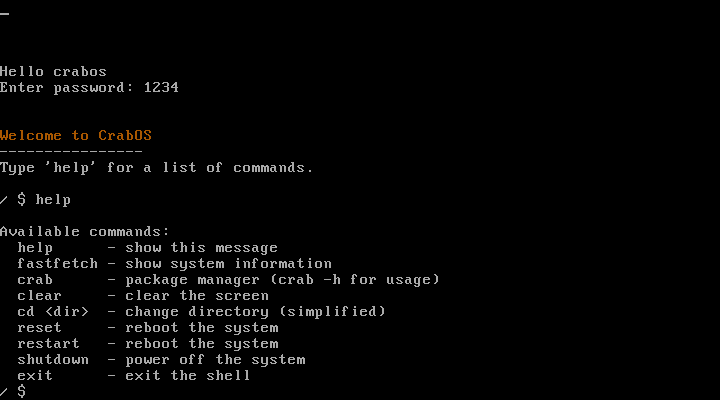 Hello crabos
Enter password: 1234
Welcome to CrabOS
----------------
Type 'help' for a list of commands.
/ $ help
Available commands:
  help      - show this message
  fastfetch - show system information
  crab      - package manager (crab -h for usage)
  clear     - clear the screen
  cd <dir>  - change directory (simplified)
  reset     - reboot the system
  restart   - reboot the system
  shutdown  - power off the system
  exit      - exit the shell
/ $